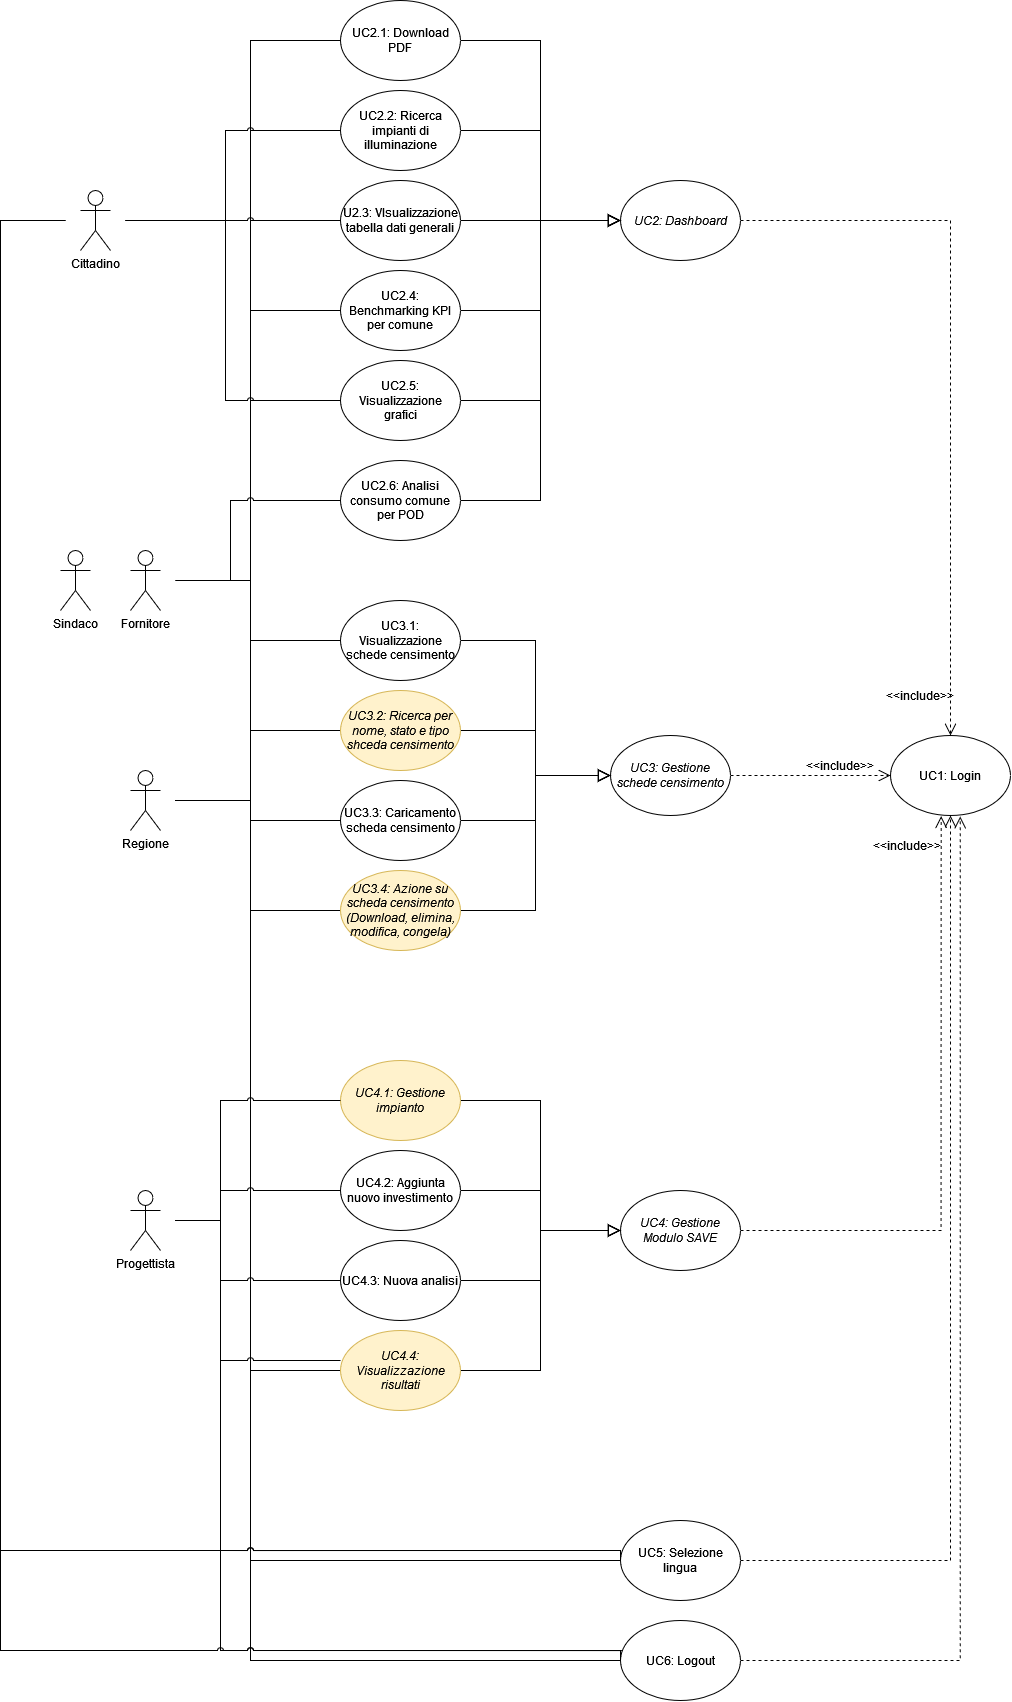 UC2.1: Download
PDF
UC2.2: Ricerca
impianti di
illuminazione
U2.3: VIsualizzazione
tabella dati generali
UC2: Dashboard
Cittadino
UC2.4:
Benchmarking KPI
per comune
UC2.5:
Visualizzazione
grafici
UC2.6: Analisi
consumo comune
per POD
Sindaco
Fornitore
UC3.1:
Visualizzazione
schede censimento
<<include>>
UC3.2: Ricerca per
nome, stato e tipo
shceda censimento
UC3: Gestione
schede censimento
<<include>>
UC1: Login
Regione
UC3.3: Caricamento
scheda censimento
<<include>>
UC3.4: Azione su
scheda censimento
(Download, elimina,
modifica, congela)
UC4.1: Gestione
impianto
UC4.2: Aggiunta
nuovo investimento
UC4: Gestione
Modulo SAVE
Progettista
UC4.3: Nuova analisi
UC4.4:
Visualizzazione
risultati
UC5: Selezione
lingua
UC6: Logout